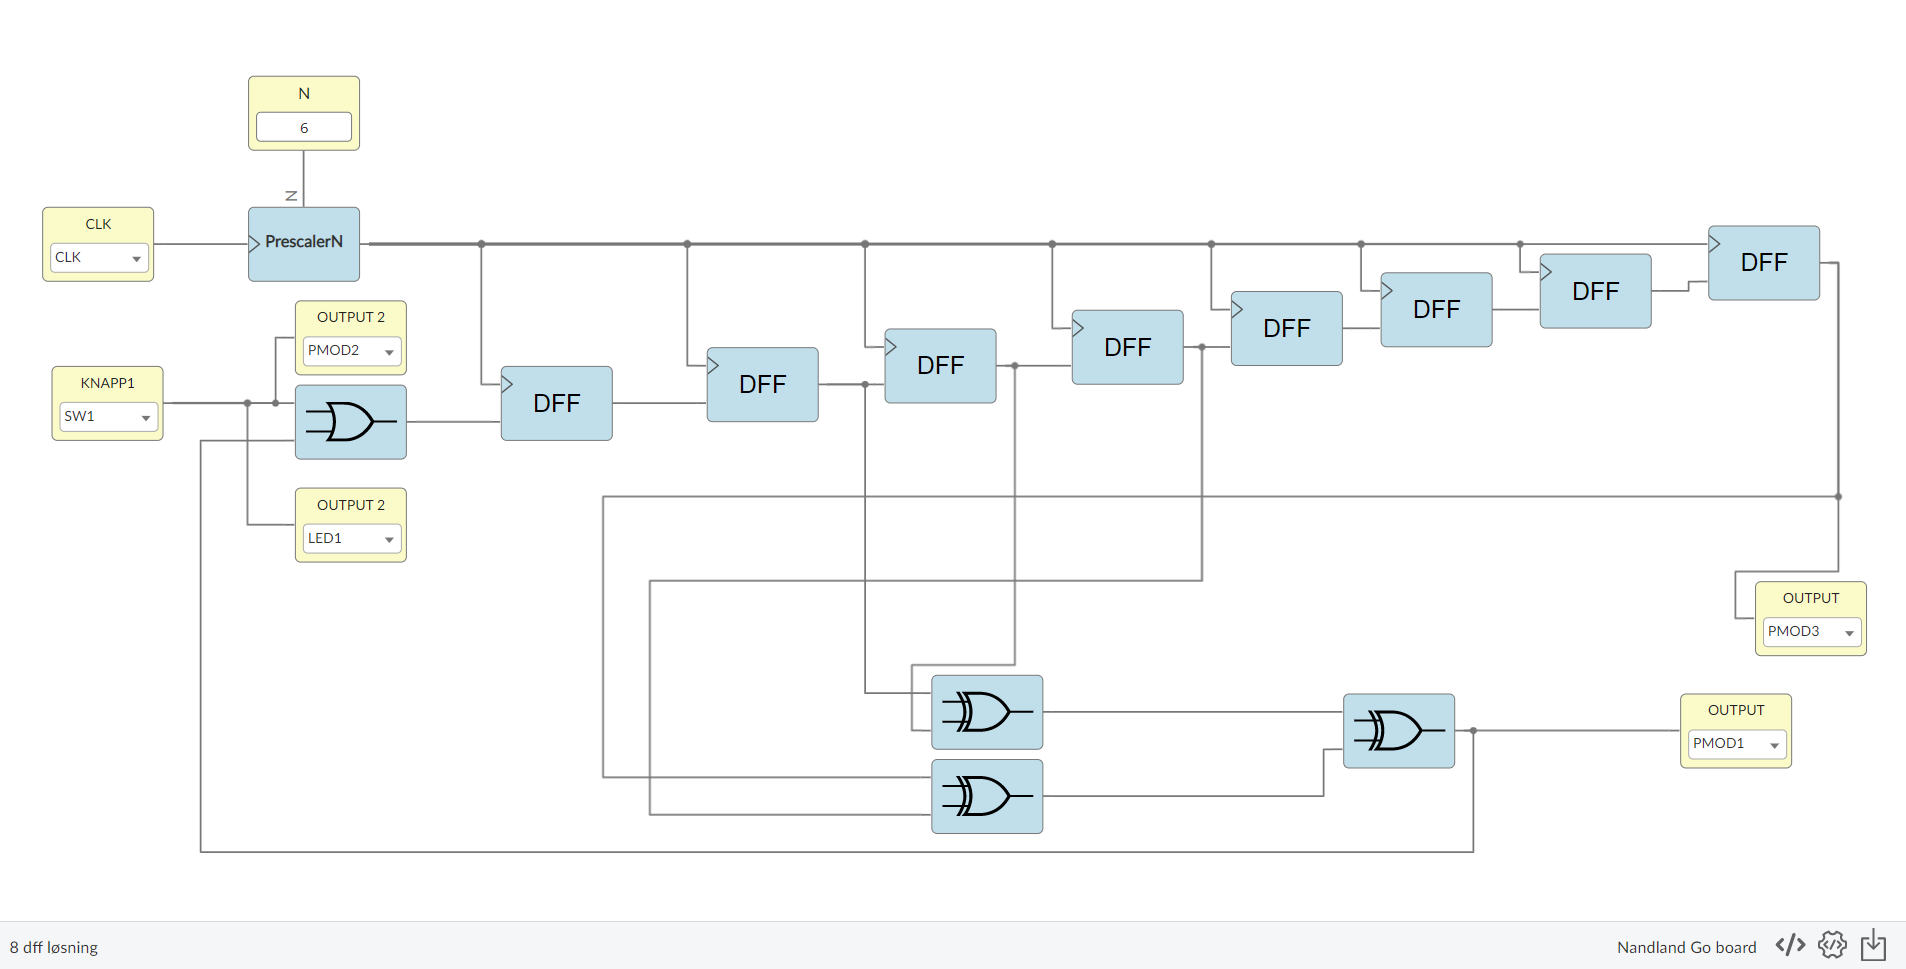 N
6
N
CLK
CLK
PrescalerN
DFF
DFF
DFF
DFF
DFF
DFF
DFF
DFF
OUTPUT 2
PMOD2
KNAPP1
SW1
OUTPUT 2
LED1
OUTPUT
PMOD3
OUTPUT
PMOD1
8 dff løsning
Nandland Go board